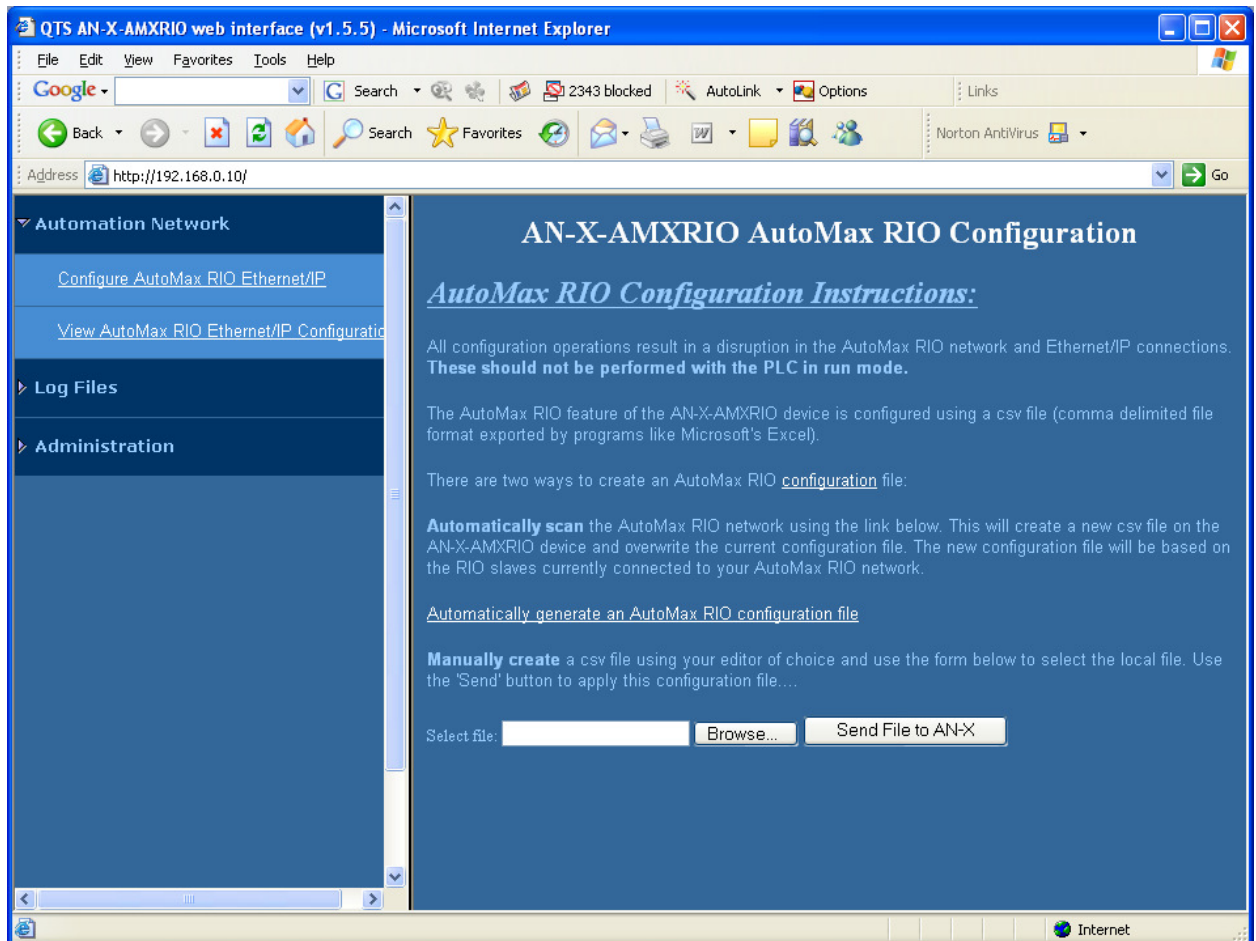 QTS AN-X-AMXRIO web interface (v1.5.5) - Microsoft Internet Explorer
File Edit View Favorites Tools Help
Google Search 2343 blocked AutoLink Options Links
Back Search Favorites Norton AntiVirus
Address http://192.168.0.10/ Go
Automation Network
Configure AutoMax RIO Ethernet/IP
View AutoMax RIO Ethernet/IP Configuratio
Log Files
Administration
AN-X-AMXRIO AutoMax RIO Configuration
AutoMax RIO Configuration Instructions:
All configuration operations result in a disruption in the AutoMax RIO network and Ethernet/IP connections.
These should not be performed with the PLC in run mode.
The AutoMax RIO feature of the AN-X-AMXRIO device is configured using a csv file (comma delimited file
format exported by programs like Microsoft's Excel).
There are two ways to create an AutoMax RIO configuration file:
Automatically scan the AutoMax RIO network using the link below. This will create a new csv file on the
AN-X-AMXRIO device and overwrite the current configuration file. The new configuration file will be based on
the RIO slaves currently connected to your AutoMax RIO network.
Automatically generate an AutoMax RIO configuration file
Manually create a csv file using your editor of choice and use the form below to select the local file. Use
the 'Send' button to apply this configuration file....
Select file: Browse... Send File to AN-X
Internet